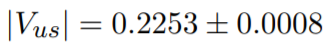 |V_{us}| = 0.2253 ± 0.0008